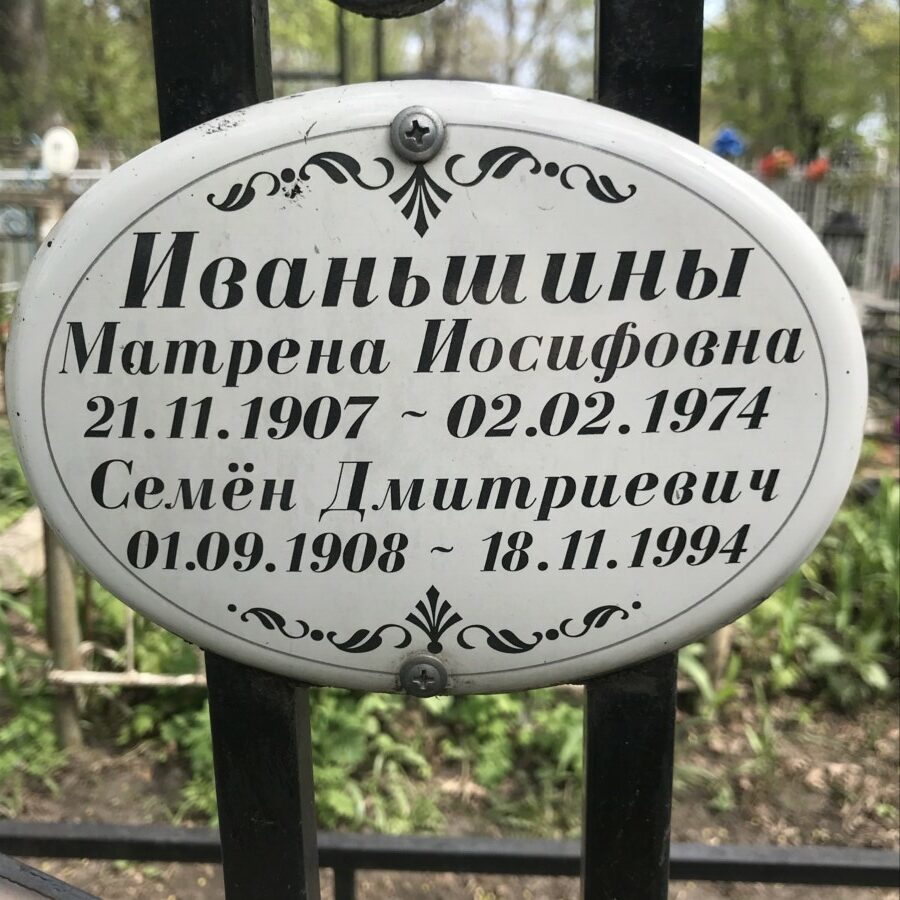 Иваньшины
Матрена Иосифовна
21.11.1907 ~ 02.02.1974
Семён Дмитриевич
01.09.1908 ~ 18.11.1994